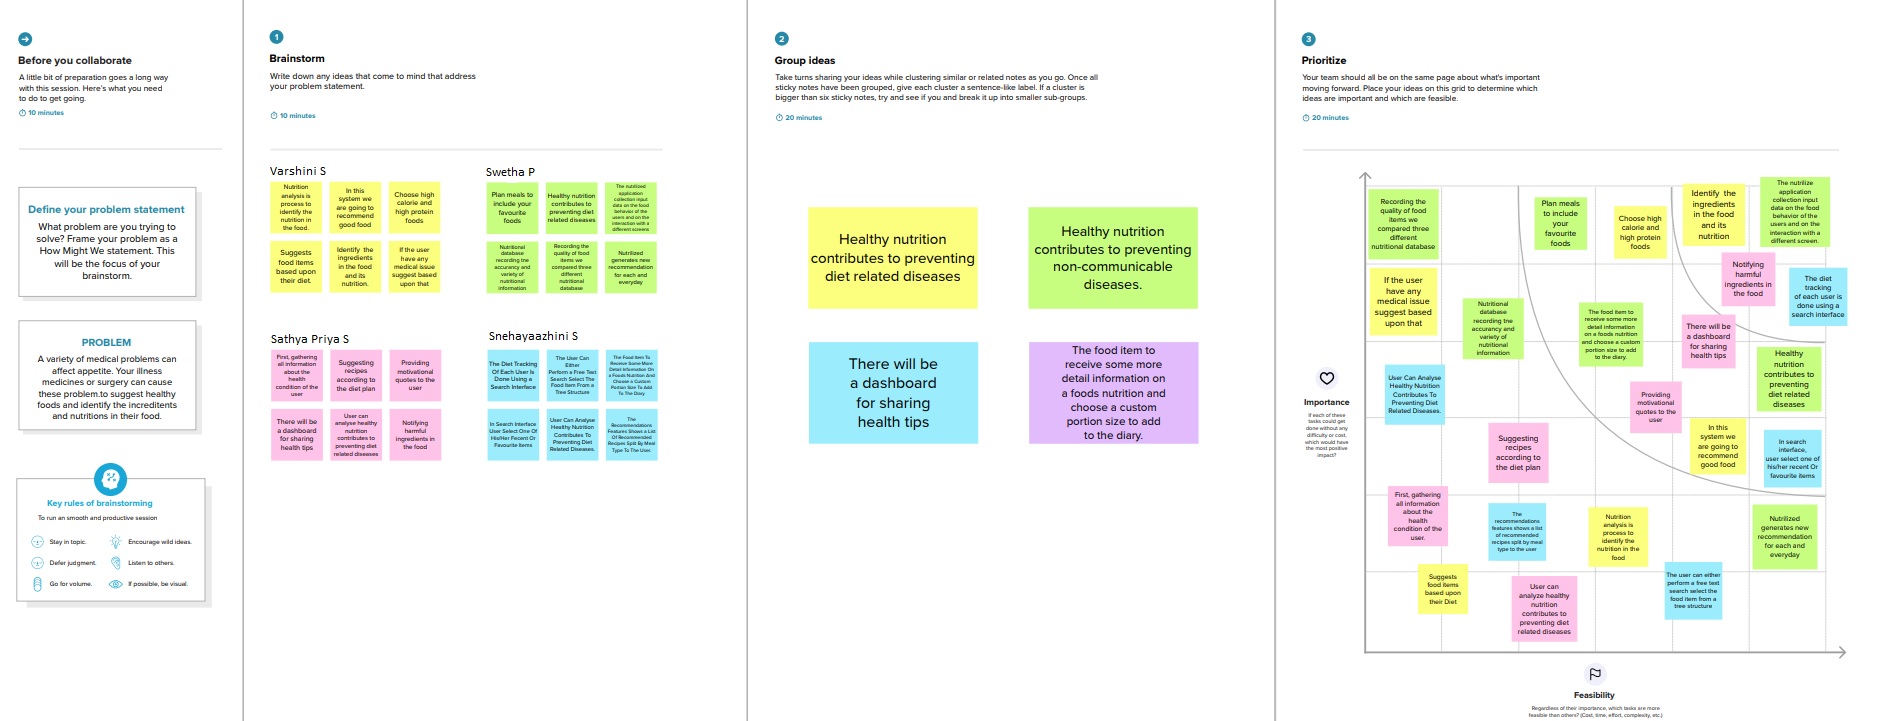 Before you collaborate
A little bit of preparation goes a long way
with this session. Here's what you need
to do to get going.
10 minutes
Define your problem statement
What problem are you trying to
solve? Frame your problem as a
How Might We statement. This
will be the focus of your
brainstorm.
PROBLEM
A variety of medical problems can
affect appetite. Your illness
medicines or surgery can cause
these problem.to suggest healthy
foods and identify the increditents
and nutritions in their food.
Key rules of brainstorming
To run an smooth and productive session
Stay in topic.
Encourage wild ideas.
Defer judgment.
Listen to others.
Go for volume.
If possible, be visual.
1
Brainstorm
Write down any ideas that come to mind that address
your problem statement.
10 minutes
Varshini S
Nutrition
analysis is
process to
identify the
nutrition in
the food.
In this
system we
are going to
recommend
good food
Choose high
calorie and
high protein
foods
Suggests
food items
based upon
their diet.
Identify the
ingredients
in the food
and its
nutrition.
If the user
have any
medical issue
suggest based
upon that
Swetha P
Plan meals to
include your
favourite
foods
Healthy nutrition
contributes to
preventing diet
related diseases
The nutrilized
application
collection input
data on the food
behavior of the
users and on the
interaction with a
different screens
Nutritional
database
recording the
accurancy and
variety of
nutritional
information
Recording the
quality of food
items we
compared three
different
nutritional
database
Nutrilized
generates new
recommendation
for each and
everyday
Sathya Priya S
First, gathering
all information
about the
health
condition of the
user
Suggesting
recipes
according to
the diet plan
Providing
motivational
quotes to the
user
There will be
a dashboard
for sharing
health tips
User can
analyse healthy
nutrition
contributes to
preventing diet
related diseases
Notifying
harmful
ingredients in
the food
Snehayaazhini S
The Diet Tracking
Of Each User Is
Done Using a
Search Interface
The User Can
Either
Perform a Free Text
Search Select The
Food Item From a
Tree Structure
The Food Item To
Receive Some More
Detail Information On
a Foods Nutrition And
Choose a Custom
Portion Size To Add
To The Diary.
In Search Interface
User Select One Of
His/Her Recent Or
Favourite Items
User Can Analyse
Healthy Nutrition
Contributes To
Preventing Diet
Related Diseases.
The
Recommendations
Features Shows a List
Of Recommended
Recipes Split By Meal
Type To The User.
2
Group ideas
Take turns sharing your ideas while clustering similar or related notes as you go. Once all
sticky notes have been grouped, give each cluster a sentence-like label. If a cluster is
bigger than six sticky notes, try and see if you and break it up into smaller sub-groups.
20 minutes
Healthy nutrition
contributes to preventing
diet related diseases
Healthy nutrition
contributes to preventing
non-communicable
diseases.
There will be
a dashboard
for sharing
health tips
The food item to
receive some more
detail information on
a foods nutrition and
choose a custom
portion size to add
to the diary.
3
Prioritize
Your team should all be on the same page about what's important
moving forward. Place your ideas on this grid to determine which
ideas are important and which are feasible.
20 minutes
Recording the
quality of food
items we
compared three
different
nutritional database
Plan meals
to include
your
favourite
foods
Choose high
calorie and
high protein
foods
Identify the
ingredients
in the food
and its
nutrition
The nutrilize
application
collection input
data on the food
behavior of the
users and on the
interaction with a
different screen.
If the user
have any
medical issue
suggest based
upon that
Notifying
harmful
ingredients in
the food
The diet
tracking
of each user is
done using a
search interface
Nutritional
database
recording the
accurancy and
variety of
nutritional
information
The food item to
receive some more
detail information
on a foods nutrition
and choose a custom
portion size to add
to the diary.
There will be
a dashboard
for sharing
health tips
Healthy
nutrition
contributes to
preventing
diet related
diseases
User Can Analyse
Healthy Nutrition
Contributes To
Preventing Diet
Related Diseases.
Providing
motivational
quotes to the
user
Importance
If each of these
tasks could get
done without any
difficulty or cost,
which would have
the most positive
impact?
Suggesting
recipes
according to
the diet plan
In this
system we
are going to
recommend
good food
In search
interface,
user select one of
his/her recent Or
favourite items
First, gathering
all information
about the
health
condition of the
user.
The
recommendations
features shows a list
of recommended
recipes split by meal
type to the user
Nutrition
analysis is
process to
identify the
nutrition in the
food
Nutrilized
generates new
recommendation
for each and
everyday
Suggests
food items
based upon
their Diet
User can
analyze healthy
nutrition
contributes to
preventing diet
related diseases
The user can either
perform a free text
search select the
food item from a
tree structure
Feasibility
Regardless of their importance, which tasks are more
feasible than others? (Cost, time, effort, complexity, etc.)